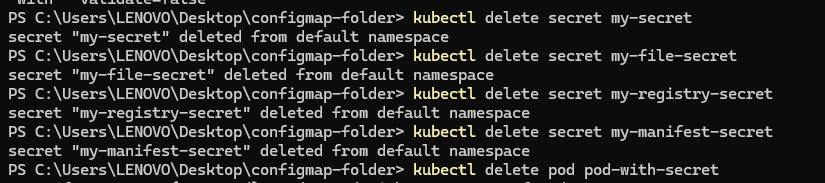 with "--validate=false"
PS C:\Users\LENOVO\Desktop\configmap-folder> kubectl delete secret my-secret
secret "my-secret" deleted from default namespace
PS C:\Users\LENOVO\Desktop\configmap-folder> kubectl delete secret my-file-secret
secret "my-file-secret" deleted from default namespace
PS C:\Users\LENOVO\Desktop\configmap-folder> kubectl delete secret my-registry-secret
secret "my-registry-secret" deleted from default namespace
PS C:\Users\LENOVO\Desktop\configmap-folder> kubectl delete secret my-manifest-secret
secret "my-manifest-secret" deleted from default namespace
PS C:\Users\LENOVO\Desktop\configmap-folder> kubectl delete pod pod-with-secret